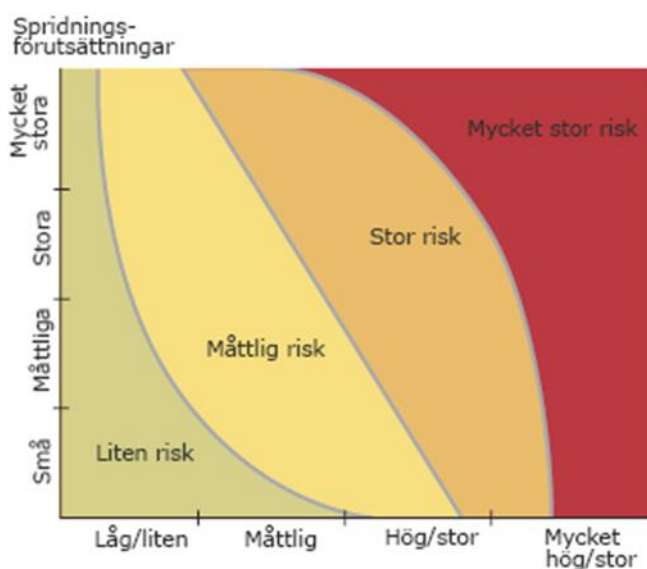 Spridnings-
förutsättningar
Mycket
stora
Stora
Måttliga
Små
Mycket stor risk
Stor risk
Måttlig risk
Liten risk
Låg/liten
Måttlig
Hög/stor
Mycket
hög/stor